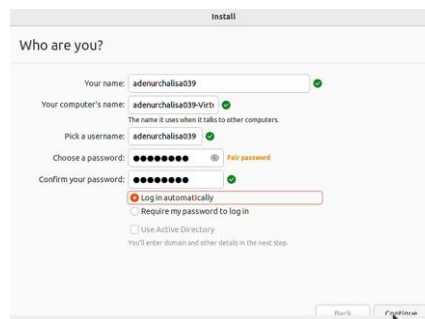 Install
Who are you?
Your name: adenurchalisa039
Your computer's name: adenurchalisa039-Virt
The name it uses when it talks to other computers.
Pick a username: adenurchalisa039
Choose a password: ●●●●●●●● Fair password
Confirm your password: ●●●●●●●●
Log in automatically
Require my password to log in
Use Active Directory
You'll enter domain and other details in the next step.
Back Continue